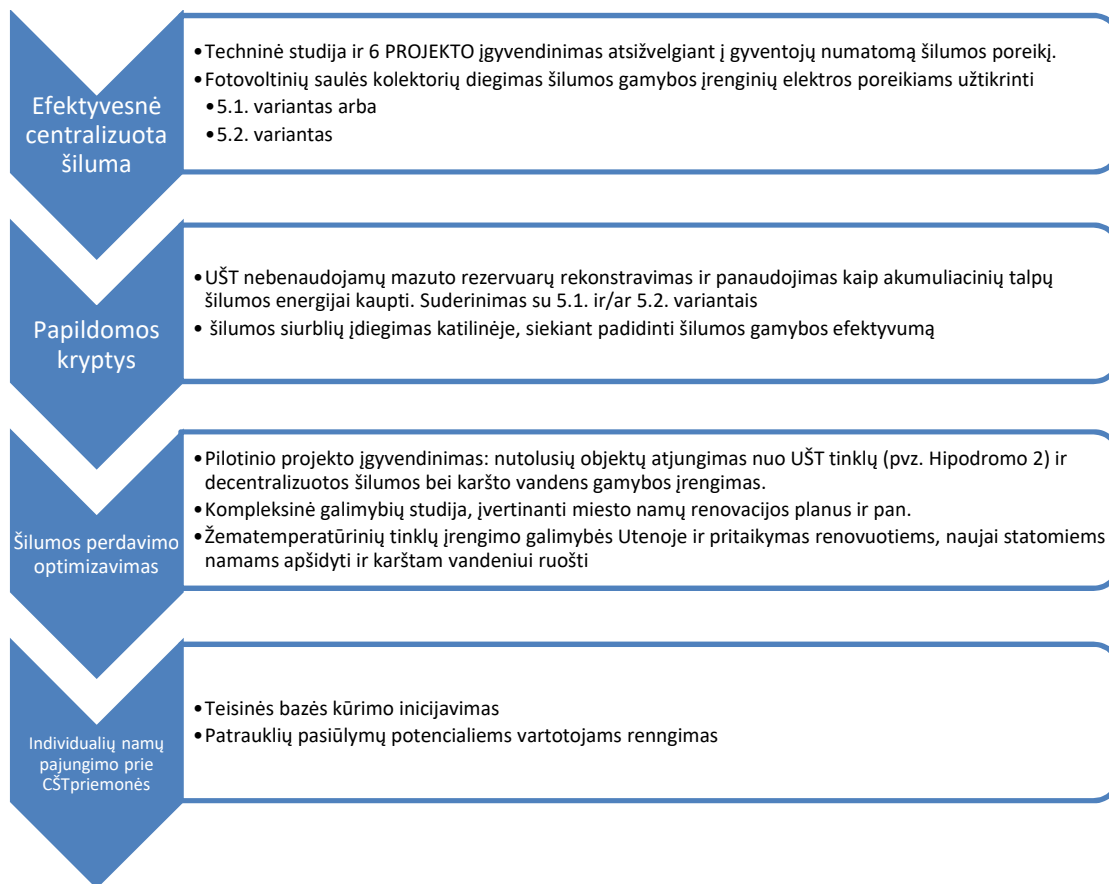 Efektyvesnė
centralizuota
šiluma
•Techninė studija ir 6 PROJEKTO įgyvendinimas atsižvelgiant į gyventojų numatomą šilumos poreikį.
•Fotovoltinių saulės kolektorių diegimas šilumos gamybos įrenginių elektros poreikiams užtikrinti
•5.1. variantas arba
•5.2. variantas
Papildomos
kryptys
•UŠT nebenaudojamų mazuto rezervuarų rekonstravimas ir panaudojimas kaip akumuliacinių talpų
šilumos energijai kaupti. Suderinimas su 5.1. ir/ar 5.2. variantais
• šilumos siurblių įdiegimas katilinėje, siekiant padidinti šilumos gamybos efektyvumą
Šilumos perdavimo
optimizavimas
•Pilotinio projekto įgyvendinimas: nutolusių objektų atjungimas nuo UŠT tinklų (pvz. Hipodromo 2) ir
decentralizuotos šilumos bei karšto vandens gamybos įrengimas.
•Kompleksinė galimybių studija, įvertinanti miesto namų renovacijos planus ir pan.
•Žematemperatūrinių tinklų įrengimo galimybės Utenoje ir pritaikymas renovuotiems, naujai statomiems
namams apšidyti ir karštam vandeniui ruošti
Individualių namų
pajungimo prie
CŠTpriemonės
•Teisinės bazės kūrimo inicijavimas
•Patrauklių pasiūlymų potencialiems vartotojams renngimas